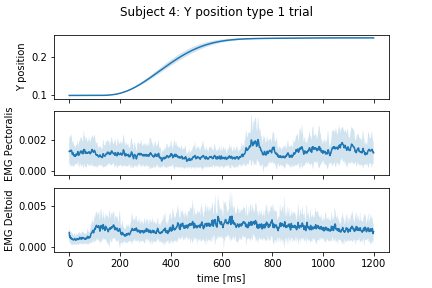 Subject 4: Y position type 1 trial
Y position
0.2
0.1
EMG Pectoralis
0.002
0.000
EMG Deltoid
0.005
0.000
0 200 400 600 800 1000 1200
time [ms]